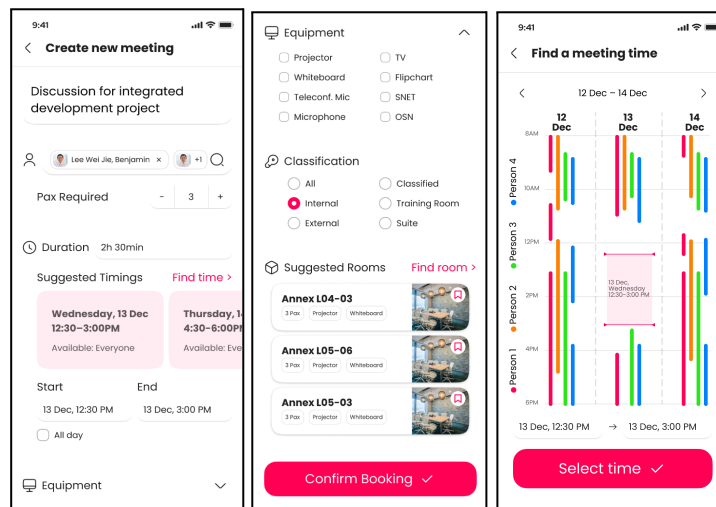 9:41
Create new meeting
Discussion for integrated
development project
Lee Wei Jie, Benjamin ×
+1
Pax Required
- 3 +
Duration 2h 30min
Suggested Timings Find time >
Wednesday, 13 Dec
12:30–3:00PM
Available: Everyone
Thursday, 1
4:30-6:00P
Available: Eve
Start End
13 Dec, 12:30 PM 13 Dec, 3:00 PM
All day
Equipment
Equipment
Projector TV
Whiteboard Flipchart
Teleconf. Mic SNET
Microphone OSN
Classification
All Classified
Internal Training Room
External Suite
Suggested Rooms Find room >
Annex L04-03
3 Pax Projector Whiteboard
Annex L05-06
3 Pax Projector Whiteboard
Annex L05-03
3 Pax Projector Whiteboard
Confirm Booking
9:41
Find a meeting time
12 Dec – 14 Dec
12 Dec
13 Dec
14 Dec
8AM
10AM
12PM
2PM
4PM
6PM
Person 4
Person 3
Person 2
Person 1
13 Dec,
Wednesday
12:30–3:00 PM
13 Dec, 12:30 PM → 13 Dec, 3:00 PM
Select time